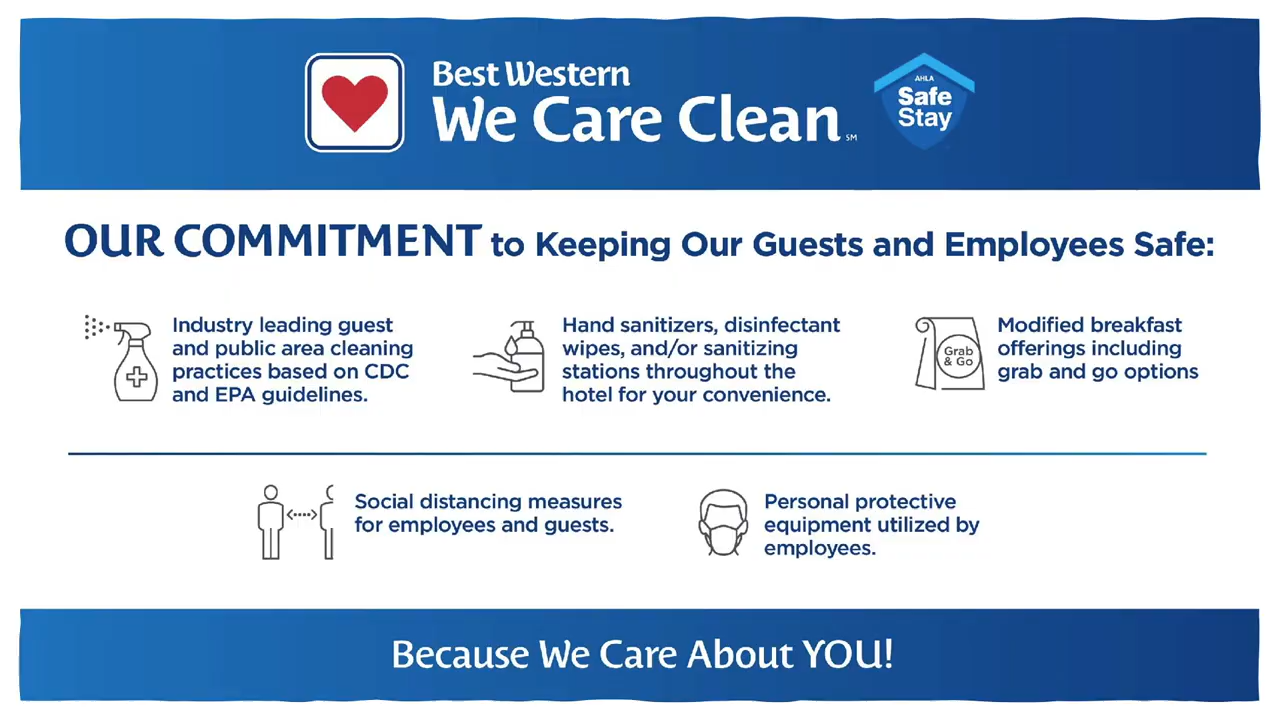 Best Western
We Care Clean SM
AHLA
Safe
Stay
OUR COMMITMENT to Keeping Our Guests and Employees Safe:
Industry leading guest
and public area cleaning
practices based on CDC
and EPA guidelines.
Hand sanitizers, disinfectant
wipes, and/or sanitizing
stations throughout the
hotel for your convenience.
Grab
& Go
Modified breakfast
offerings including
grab and go options
Social distancing measures
for employees and guests.
Personal protective
equipment utilized by
employees.
Because We Care About YOU!